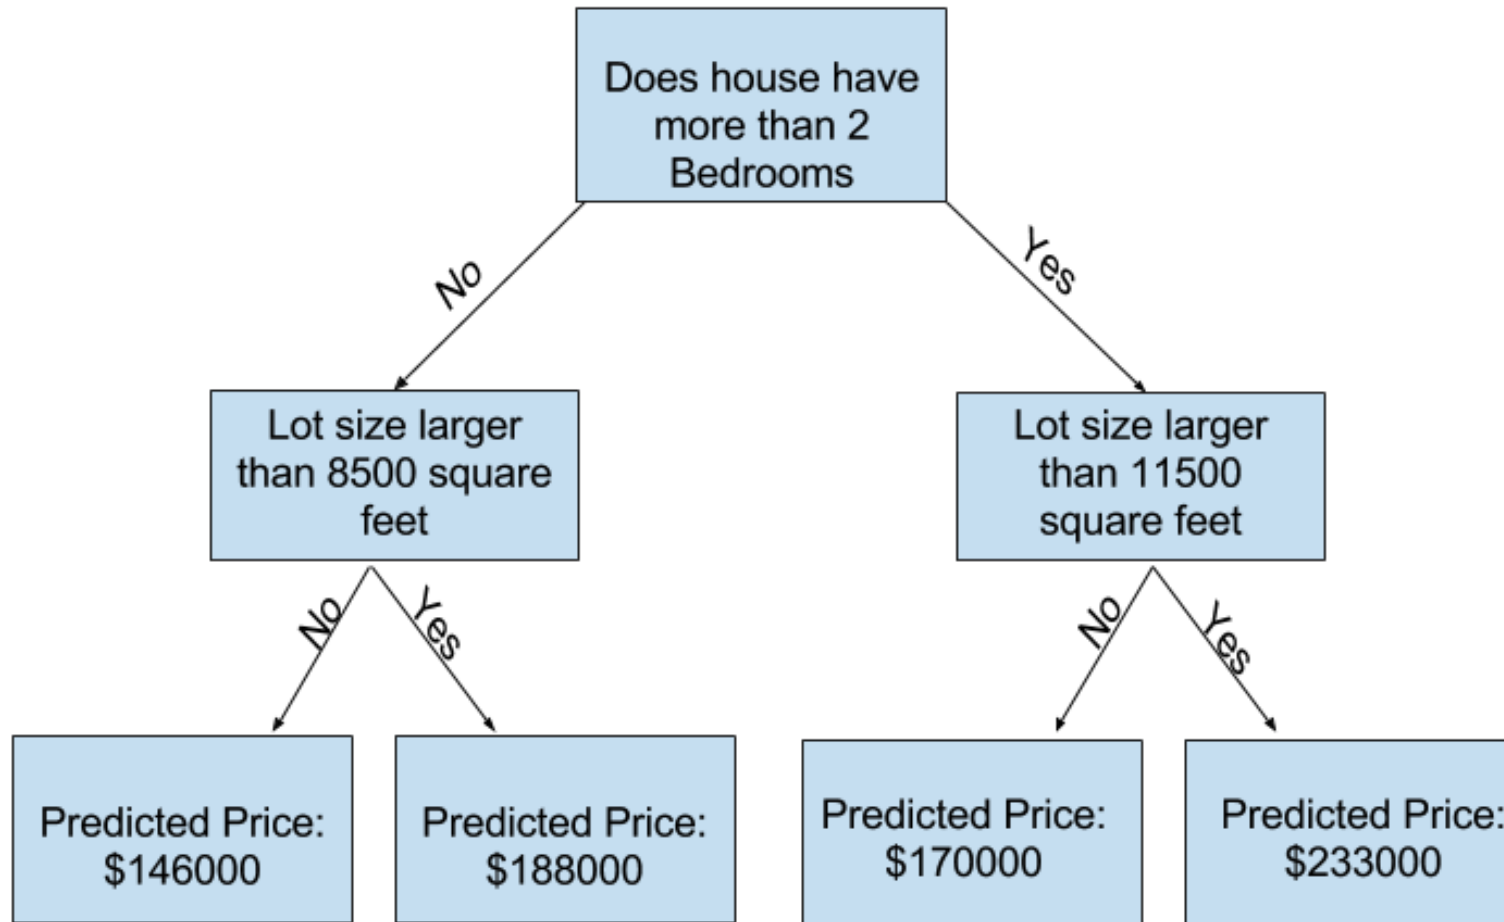 Does house have
more than 2
Bedrooms
No
Yes
Lot size larger
than 8500 square
feet
Lot size larger
than 11500
square feet
No
Yes
No
Yes
Predicted Price:
$146000
Predicted Price:
$188000
Predicted Price:
$170000
Predicted Price:
$233000